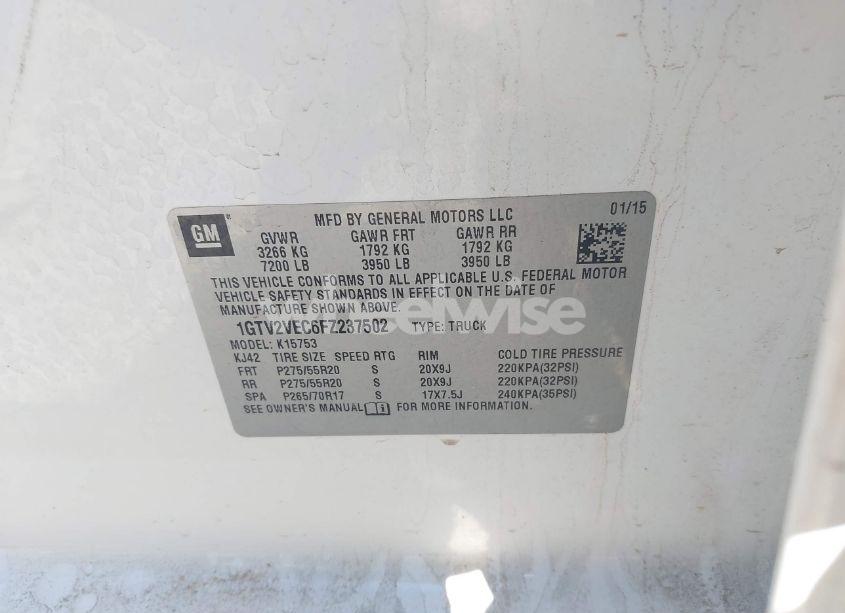 GM
MFD BY GENERAL MOTORS LLC
01/15
GVWR GAWR FRT GAWR RR
3266 KG 1792 KG 1792 KG
7200 LB 3950 LB 3950 LB
THIS VEHICLE CONFORMS TO ALL APPLICABLE U.S. FEDERAL MOTOR
VEHICLE SAFETY STANDARDS IN EFFECT ON THE DATE OF
MANUFACTURE SHOWN ABOVE.
1GTV2VEC6FZ237502 TYPE: TRUCK
MODEL: K15753
KJ42 TIRE SIZE SPEED RTG RIM COLD TIRE PRESSURE
FRT P275/55R20 S 20X9J 220KPA(32PSI)
RR P275/55R20 S 20X9J 220KPA(32PSI)
SPA P265/70R17 S 17X7.5J 240KPA(35PSI)
SEE OWNER'S MANUAL FOR MORE INFORMATION.